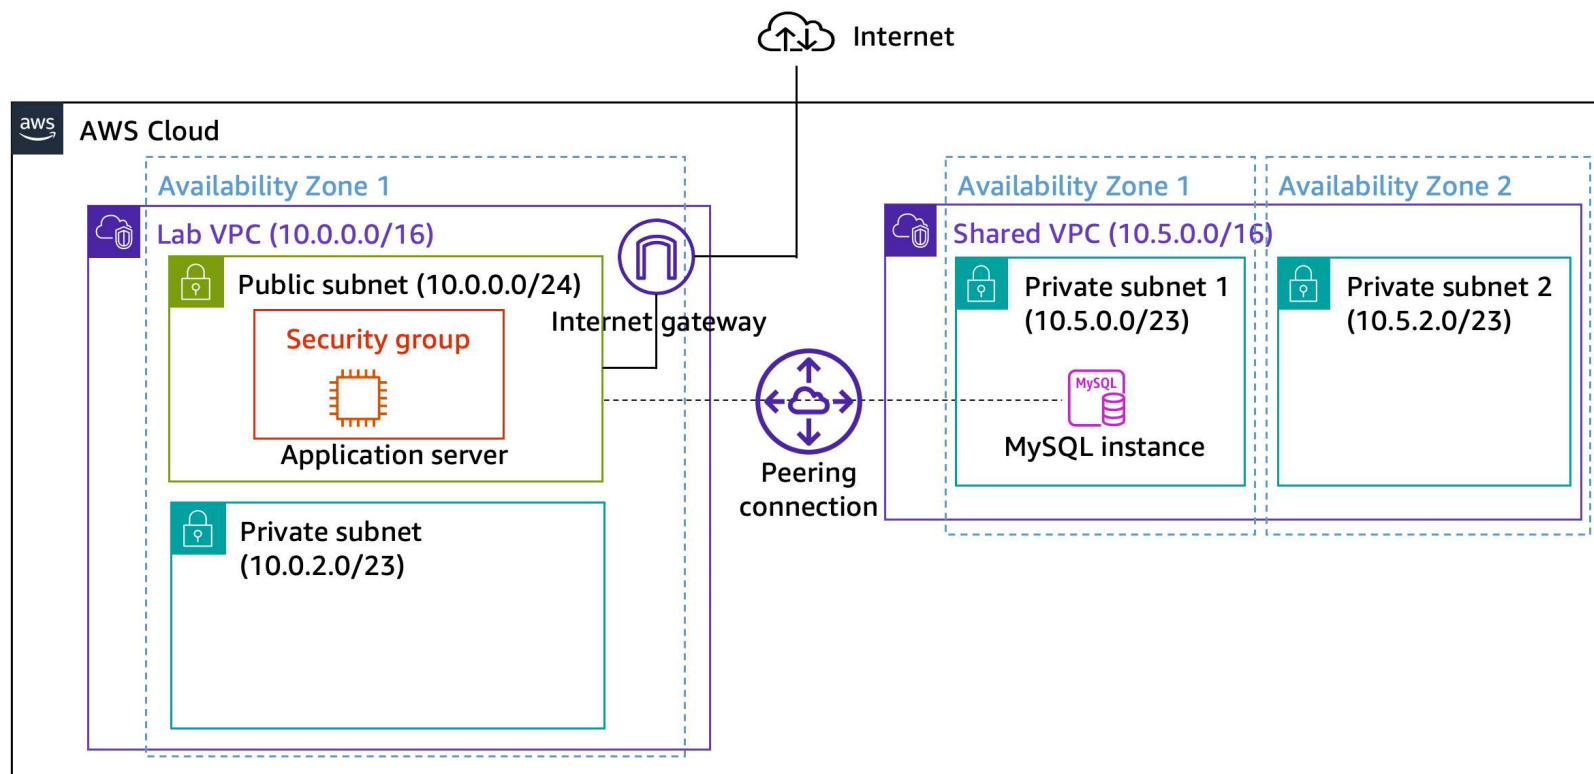 Internet
aws
AWS Cloud
Availability Zone 1
Lab VPC (10.0.0.0/16)
Public subnet (10.0.0.0/24)
Security group
Application server
Internet gateway
Private subnet
(10.0.2.0/23)
Peering
connection
Availability Zone 1
Availability Zone 2
Shared VPC (10.5.0.0/16)
Private subnet 1
(10.5.0.0/23)
MySQL
MySQL instance
Private subnet 2
(10.5.2.0/23)